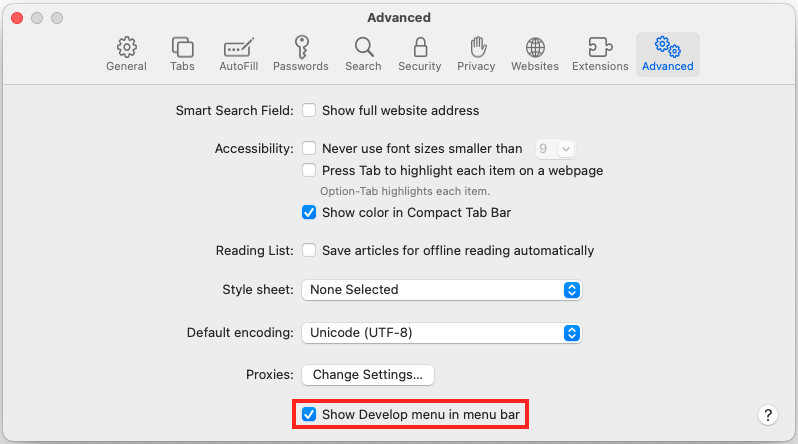 Advanced
General Tabs AutoFill Passwords Search Security Privacy Websites Extensions Advanced
Smart Search Field: Show full website address
Accessibility: Never use font sizes smaller than 9
Press Tab to highlight each item on a webpage
Option-Tab highlights each item.
Show color in Compact Tab Bar
Reading List: Save articles for offline reading automatically
Style sheet: None Selected
Default encoding: Unicode (UTF-8)
Proxies: Change Settings...
Show Develop menu in menu bar ?